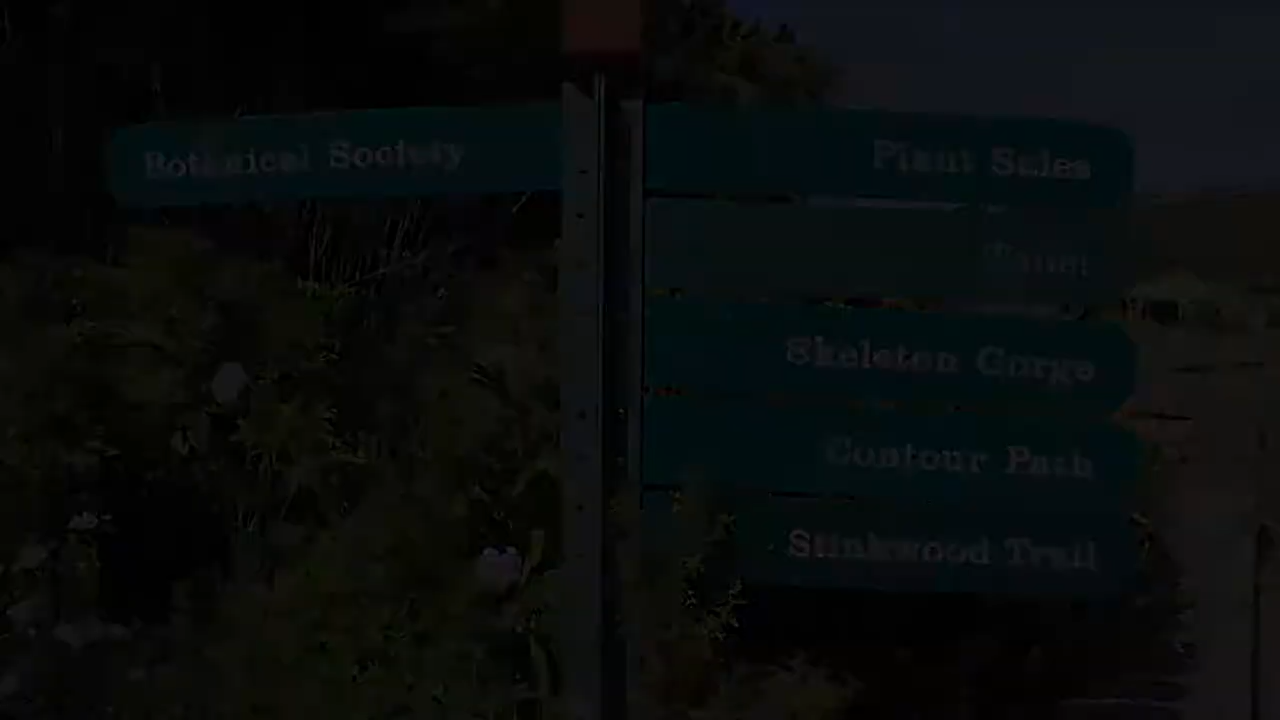 Botanical Society
Plant Sales
Skeleton Gorge
Contour Path
Stinkwood Trail